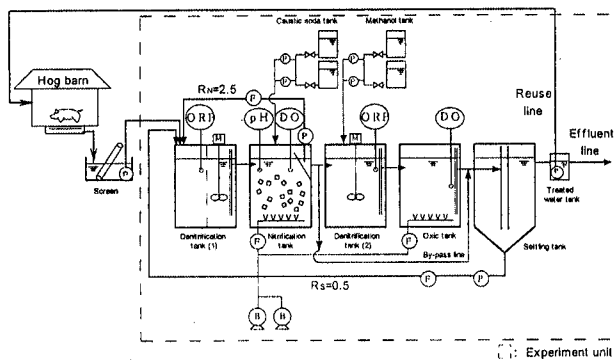 Caustic soda tank
Methanol tank
P
P
P
P
Hog barn
RN=2.5
F
ORP
pH
DO
P
ORP
DO
M
M
Reuse line
Effluent line
Screen
P
P
Treated water tank
Denitrification tank (1)
Nitrification tank
Denitrification tank (2)
Oxic tank
Settling tank
F
F
By-pass line
RS=0.5
F
P
B
B
: Experiment unit